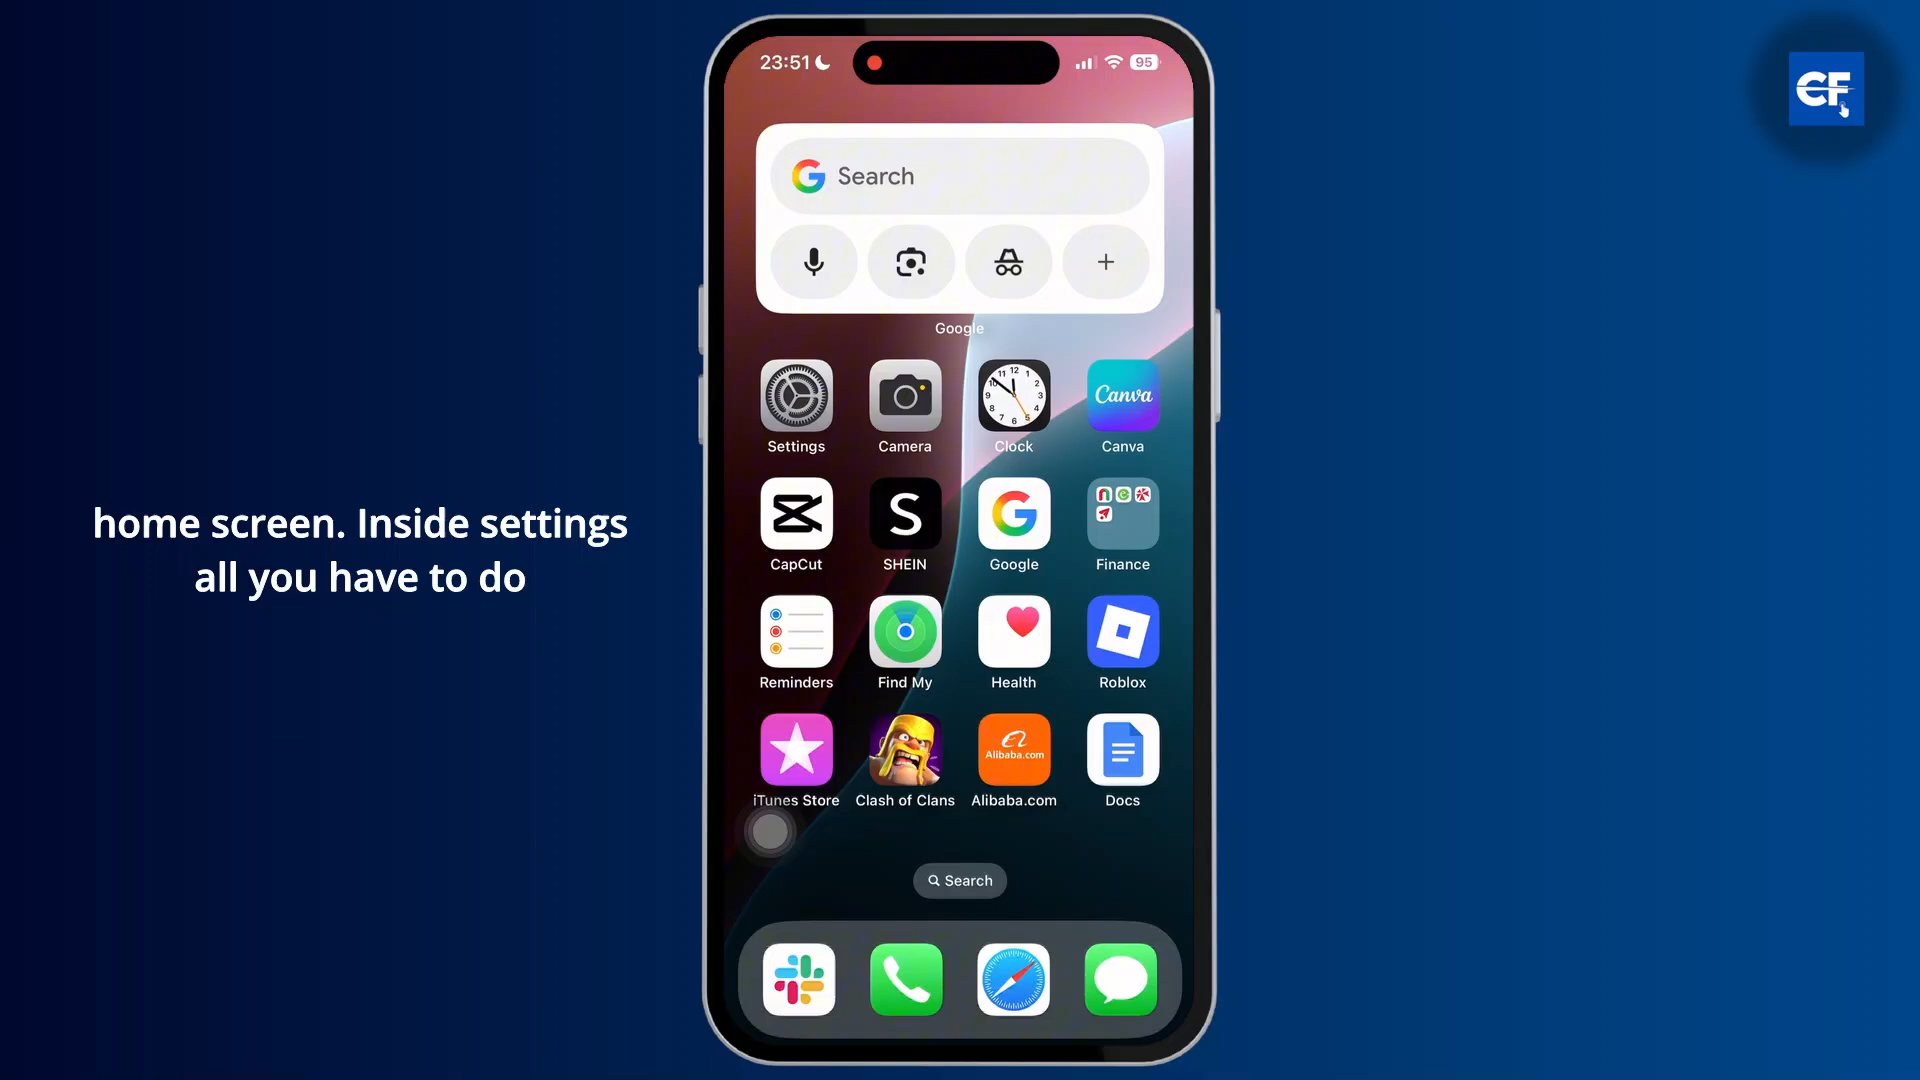 23:51
95
CF
Search
Google
Settings
Camera
Clock
Canva
Canva
CapCut
S
SHEIN
Google
Finance
home screen. Inside settings
all you have to do
Reminders
Find My
Health
Roblox
Alibaba.com
iTunes Store
Clash of Clans
Alibaba.com
Docs
Search